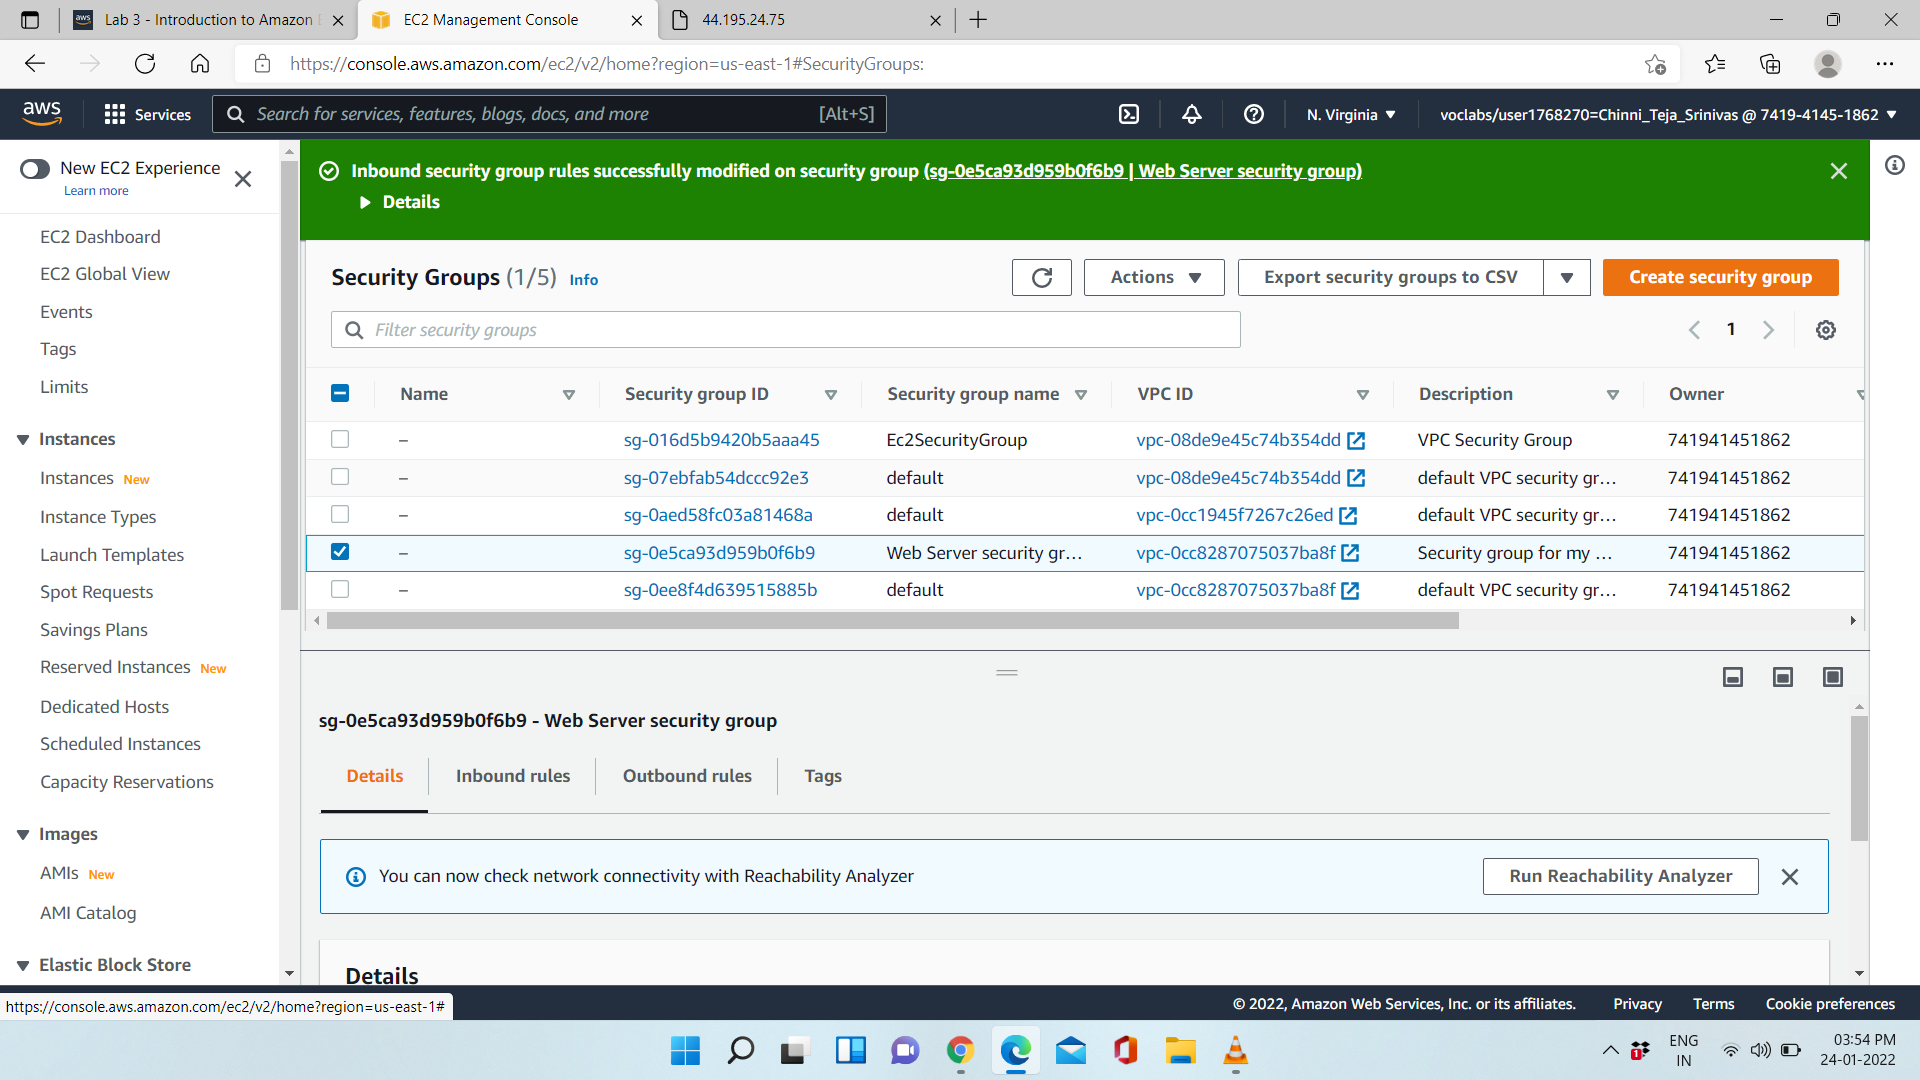 Lab 3 - Introduction to Amazon E
EC2 Management Console
44.195.24.75
https://console.aws.amazon.com/ec2/v2/home?region=us-east-1#SecurityGroups:
aws
Services
Search for services, features, blogs, docs, and more
[Alt+S]
N. Virginia
voclabs/user1768270=Chinni_Teja_Srinivas @ 7419-4145-1862
New EC2 Experience
Learn more
EC2 Dashboard
EC2 Global View
Events
Tags
Limits
Instances
Instances New
Instance Types
Launch Templates
Spot Requests
Savings Plans
Reserved Instances New
Dedicated Hosts
Scheduled Instances
Capacity Reservations
Images
AMIs New
AMI Catalog
Elastic Block Store
Inbound security group rules successfully modified on security group (sg-0e5ca93d959b0f6b9 | Web Server security group)
Details
Security Groups (1/5) Info
Actions
Export security groups to CSV
Create security group
Filter security groups
1
Name Security group ID Security group name VPC ID Description Owner
– sg-016d5b9420b5aaa45 Ec2SecurityGroup vpc-08de9e45c74b354dd VPC Security Group 741941451862
– sg-07ebfab54dccc92e3 default vpc-08de9e45c74b354dd default VPC security gr... 741941451862
– sg-0aed58fc03a81468a default vpc-0cc1945f7267c26ed default VPC security gr... 741941451862
– sg-0e5ca93d959b0f6b9 Web Server security gr... vpc-0cc8287075037ba8f Security group for my ... 741941451862
– sg-0ee8f4d639515885b default vpc-0cc8287075037ba8f default VPC security gr... 741941451862
sg-0e5ca93d959b0f6b9 - Web Server security group
Details Inbound rules Outbound rules Tags
You can now check network connectivity with Reachability Analyzer
Run Reachability Analyzer
Details
https://console.aws.amazon.com/ec2/v2/home?region=us-east-1#
© 2022, Amazon Web Services, Inc. or its affiliates.
Privacy Terms Cookie preferences
1
ENG
IN
03:54 PM
24-01-2022